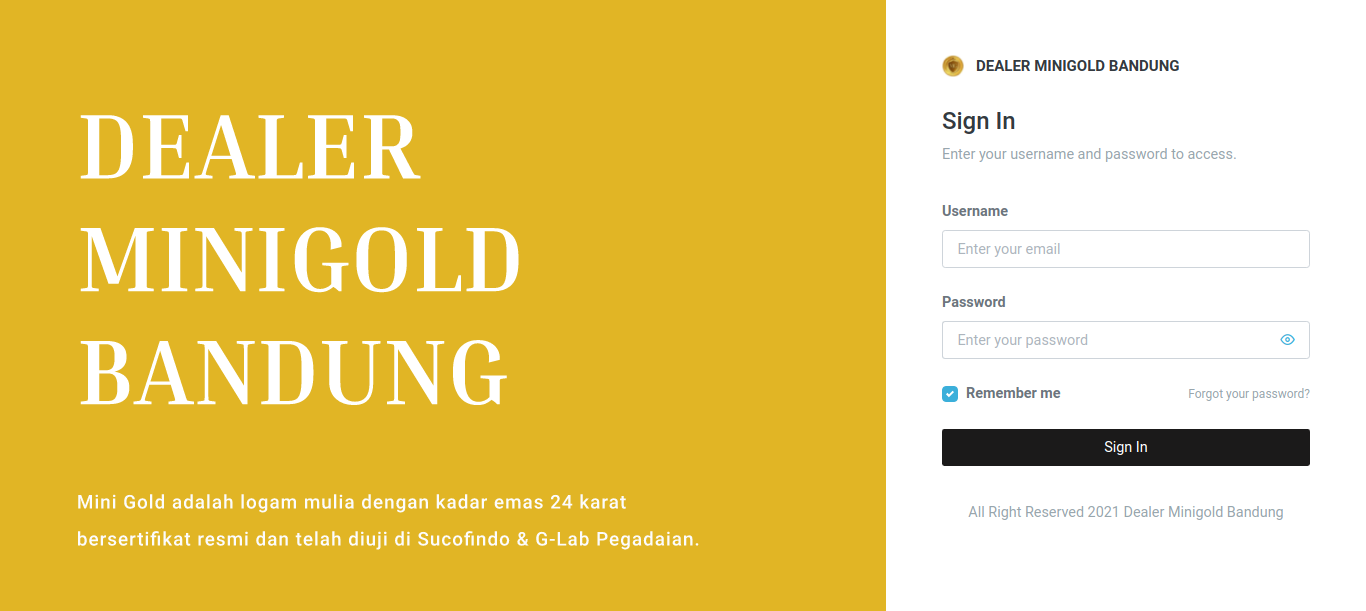 DEALER
MINIGOLD
BANDUNG
Mini Gold adalah logam mulia dengan kadar emas 24 karat
bersertifikat resmi dan telah diuji di Sucofindo & G-Lab Pegadaian.
DEALER MINIGOLD BANDUNG
Sign In
Enter your username and password to access.
Username
Enter your email
Password
Enter your password
Remember me
Forgot your password?
Sign In
All Right Reserved 2021 Dealer Minigold Bandung